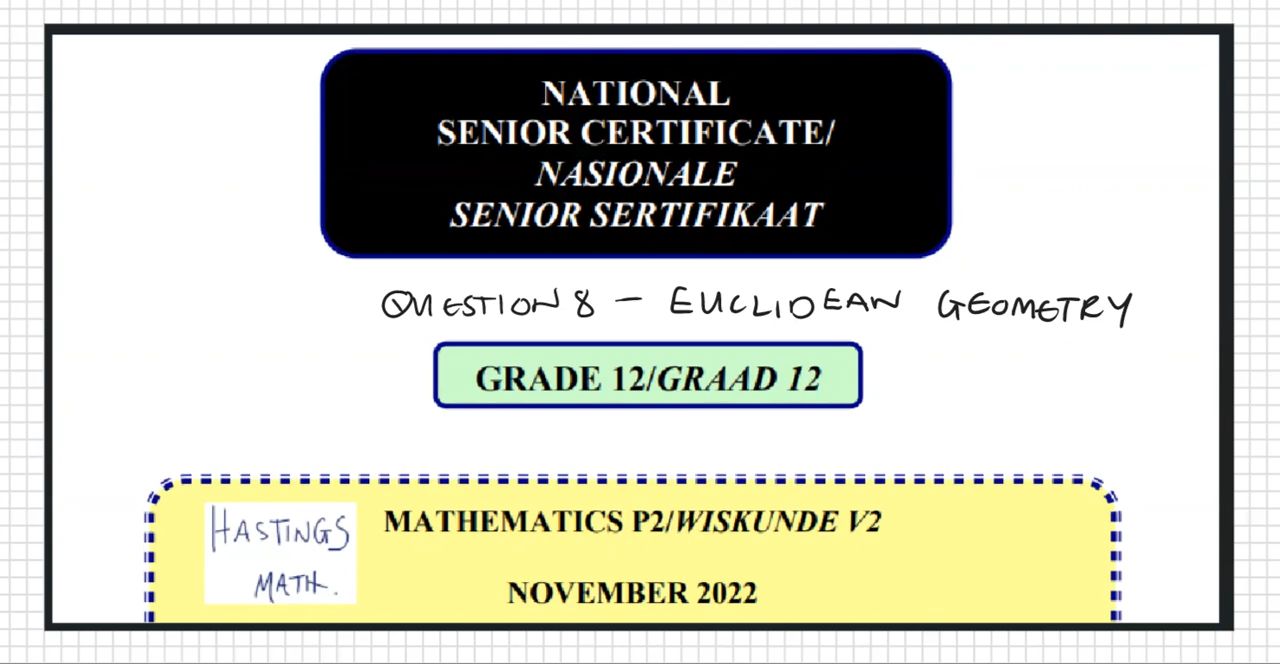 NATIONAL
SENIOR CERTIFICATE/
NASIONALE
SENIOR SERTIFIKAAT
QUESTION 8 – EUCLIDEAN GEOMETRY
GRADE 12/GRAAD 12
HASTINGS
MATH.
MATHEMATICS P2/WISKUNDE V2
NOVEMBER 2022